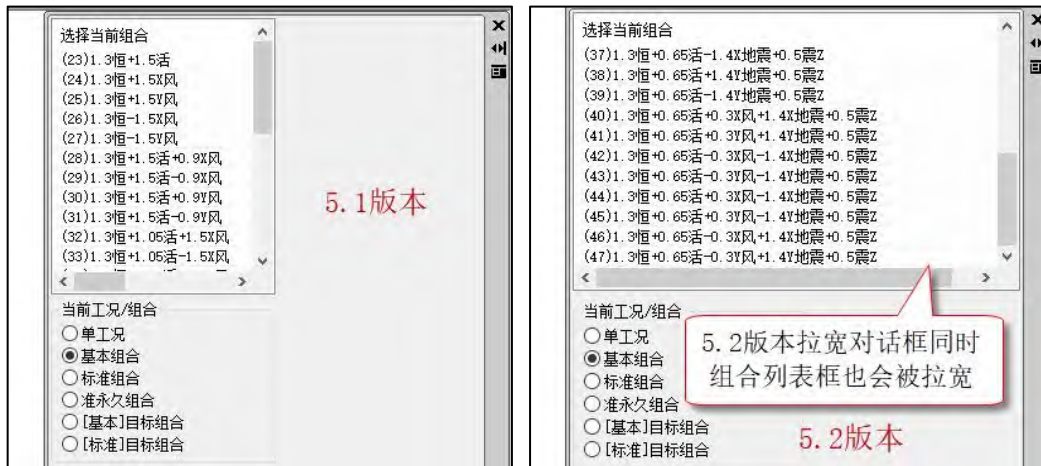 选择当前组合
(23)1.3恒+1.5活
(24)1.3恒+1.5X风
(25)1.3恒+1.5Y风
(26)1.3恒-1.5X风
(27)1.3恒-1.5Y风
(28)1.3恒+1.5活+0.9X风
(29)1.3恒+1.5活-0.9X风
(30)1.3恒+1.5活+0.9Y风
(31)1.3恒+1.5活-0.9Y风
(32)1.3恒+1.05活+1.5X风
(33)1.3恒+1.05活-1.5X风
当前工况/组合
单工况
基本组合
标准组合
准永久组合
[基本]目标组合
[标准]目标组合
5.1版本
选择当前组合
(37)1.3恒+0.65活-1.4X地震+0.5震Z
(38)1.3恒+0.65活+1.4Y地震+0.5震Z
(39)1.3恒+0.65活-1.4Y地震+0.5震Z
(40)1.3恒+0.65活+0.3X风+1.4X地震+0.5震Z
(41)1.3恒+0.65活+0.3Y风+1.4Y地震+0.5震Z
(42)1.3恒+0.65活-0.3X风-1.4X地震+0.5震Z
(43)1.3恒+0.65活-0.3Y风-1.4Y地震+0.5震Z
(44)1.3恒+0.65活+0.3X风-1.4X地震+0.5震Z
(45)1.3恒+0.65活+0.3Y风-1.4Y地震+0.5震Z
(46)1.3恒+0.65活-0.3X风+1.4X地震+0.5震Z
(47)1.3恒+0.65活-0.3Y风+1.4Y地震+0.5震Z
当前工况/组合
单工况
基本组合
标准组合
准永久组合
[基本]目标组合
[标准]目标组合
5.2版本拉宽对话框同时
组合列表框也会被拉宽
5.2版本